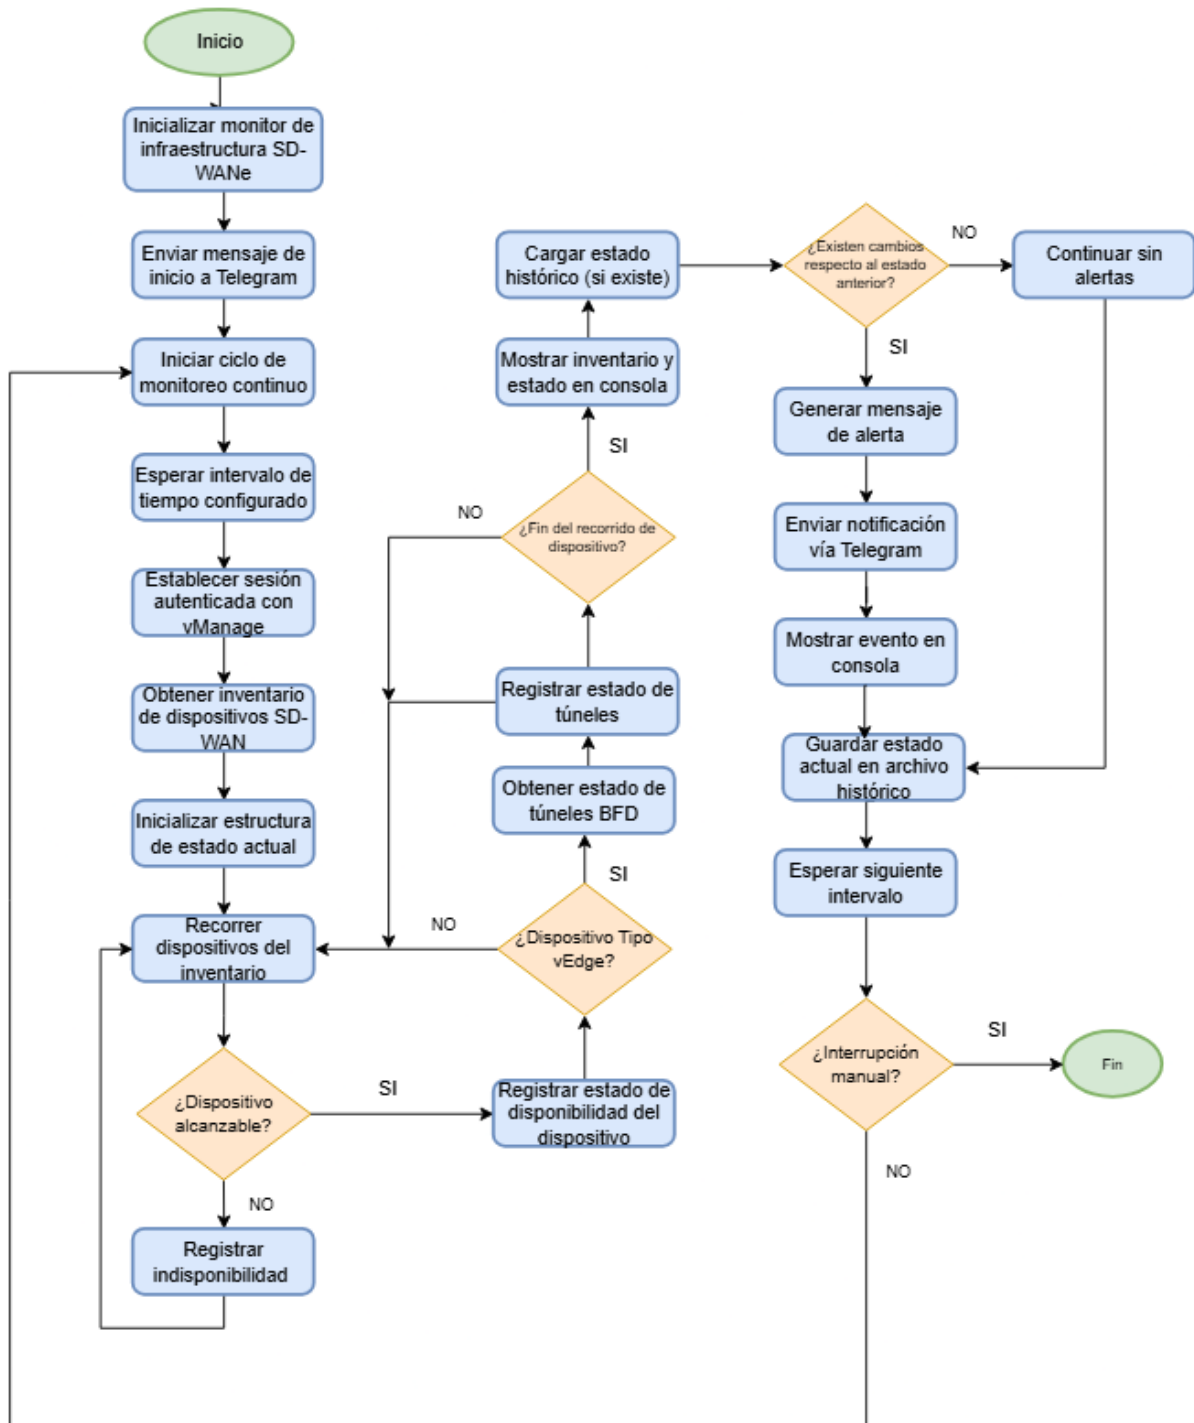 Inicio
Inicializar monitor de
infraestructura SD-
WANe
Enviar mensaje de
inicio a Telegram
Iniciar ciclo de
monitoreo continuo
Esperar intervalo de
tiempo configurado
Establecer sesión
autenticada con
vManage
Obtener inventario
de dispositivos SD-
WAN
Inicializar estructura
de estado actual
Recorrer
dispositivos del
inventario
¿Dispositivo
alcanzable?
SI
NO
Registrar
indisponibilidad
Registrar estado de
disponibilidad del
dispositivo
¿Dispositivo Tipo
vEdge?
NO
SI
Obtener estado de
túneles BFD
Registrar estado de
túneles
¿Fin del recorrido de
dispositivo?
NO
SI
Mostrar inventario y
estado en consola
Cargar estado
histórico (si existe)
¿Existen cambios
respecto al estado
anterior?
NO
Continuar sin
alertas
SI
Generar mensaje
de alerta
Enviar notificación
vía Telegram
Mostrar evento en
consola
Guardar estado
actual en archivo
histórico
Esperar siguiente
intervalo
¿Interrupción
manual?
SI
Fin
NO